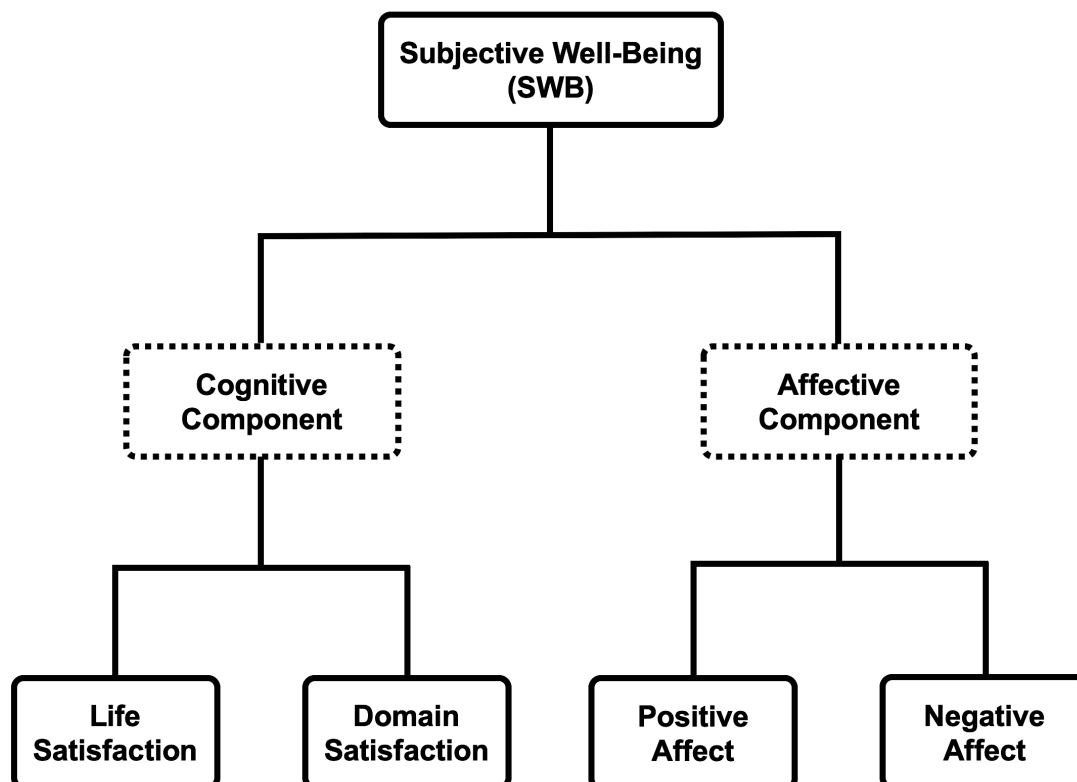 Subjective Well-Being
(SWB)
Cognitive
Component
Affective
Component
Life
Satisfaction
Domain
Satisfaction
Positive
Affect
Negative
Affect